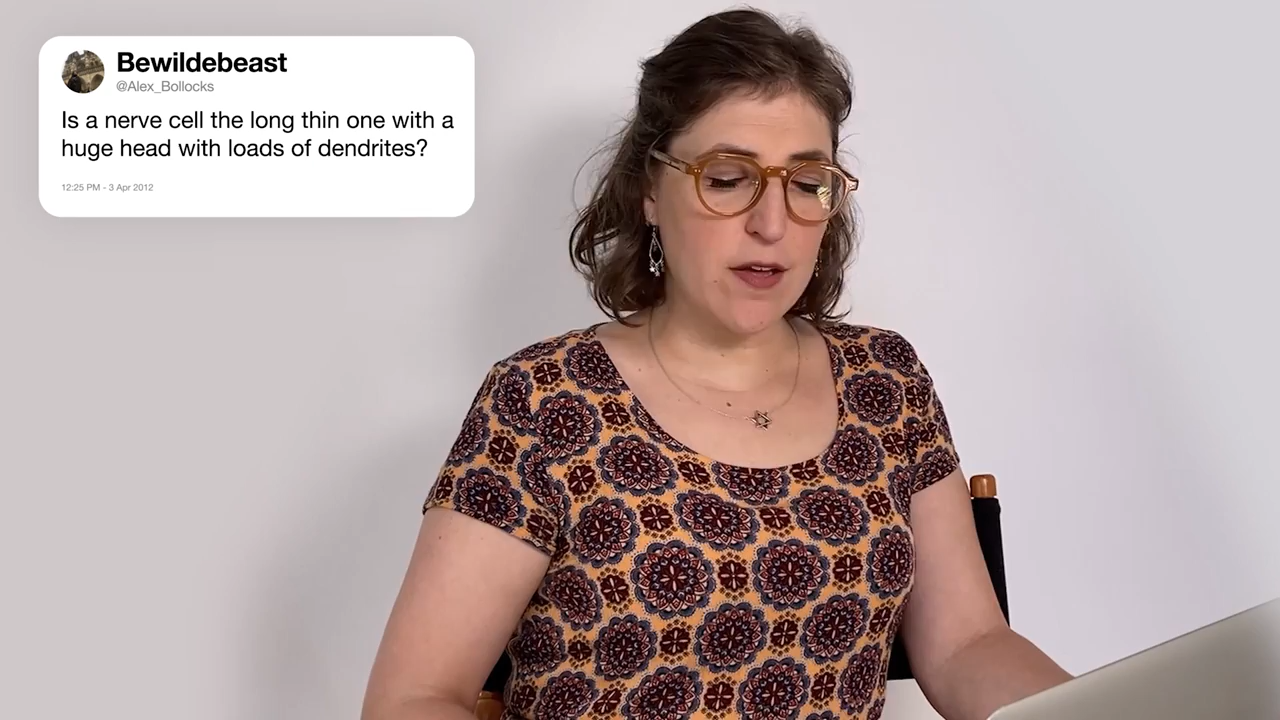 Bewildebeast
@Alex_Bollocks
Is a nerve cell the long thin one with a
huge head with loads of dendrites?
12:25 PM - 3 Apr 2012